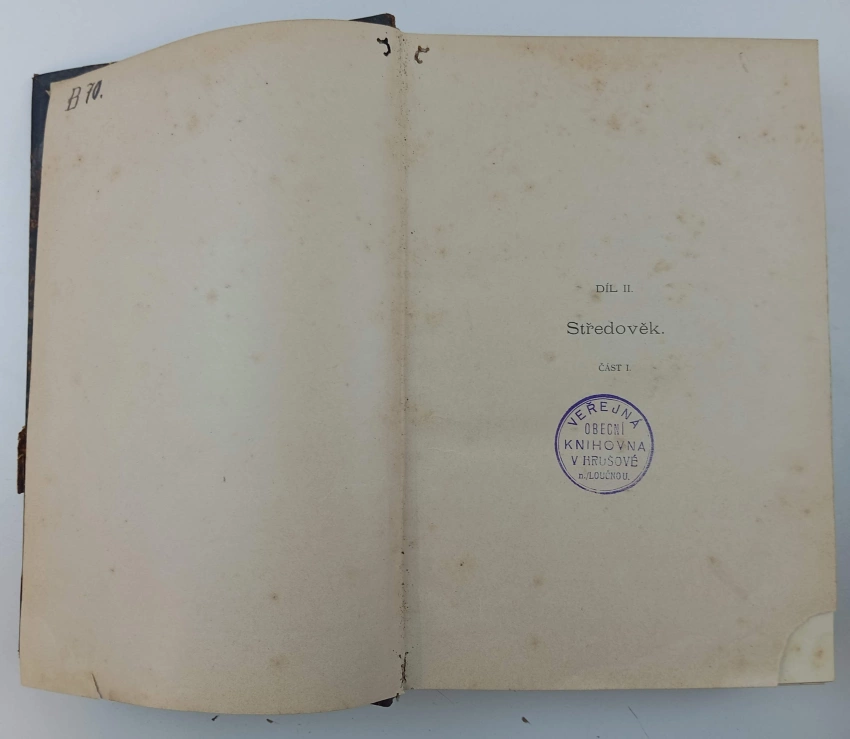 B 70.
DÍL II.
Středověk.
ČÁST I.
VEŘEJNÁ
OBECNÍ
KNIHOVNA
V HRUŠOVÉ
n./LOUČNOU.